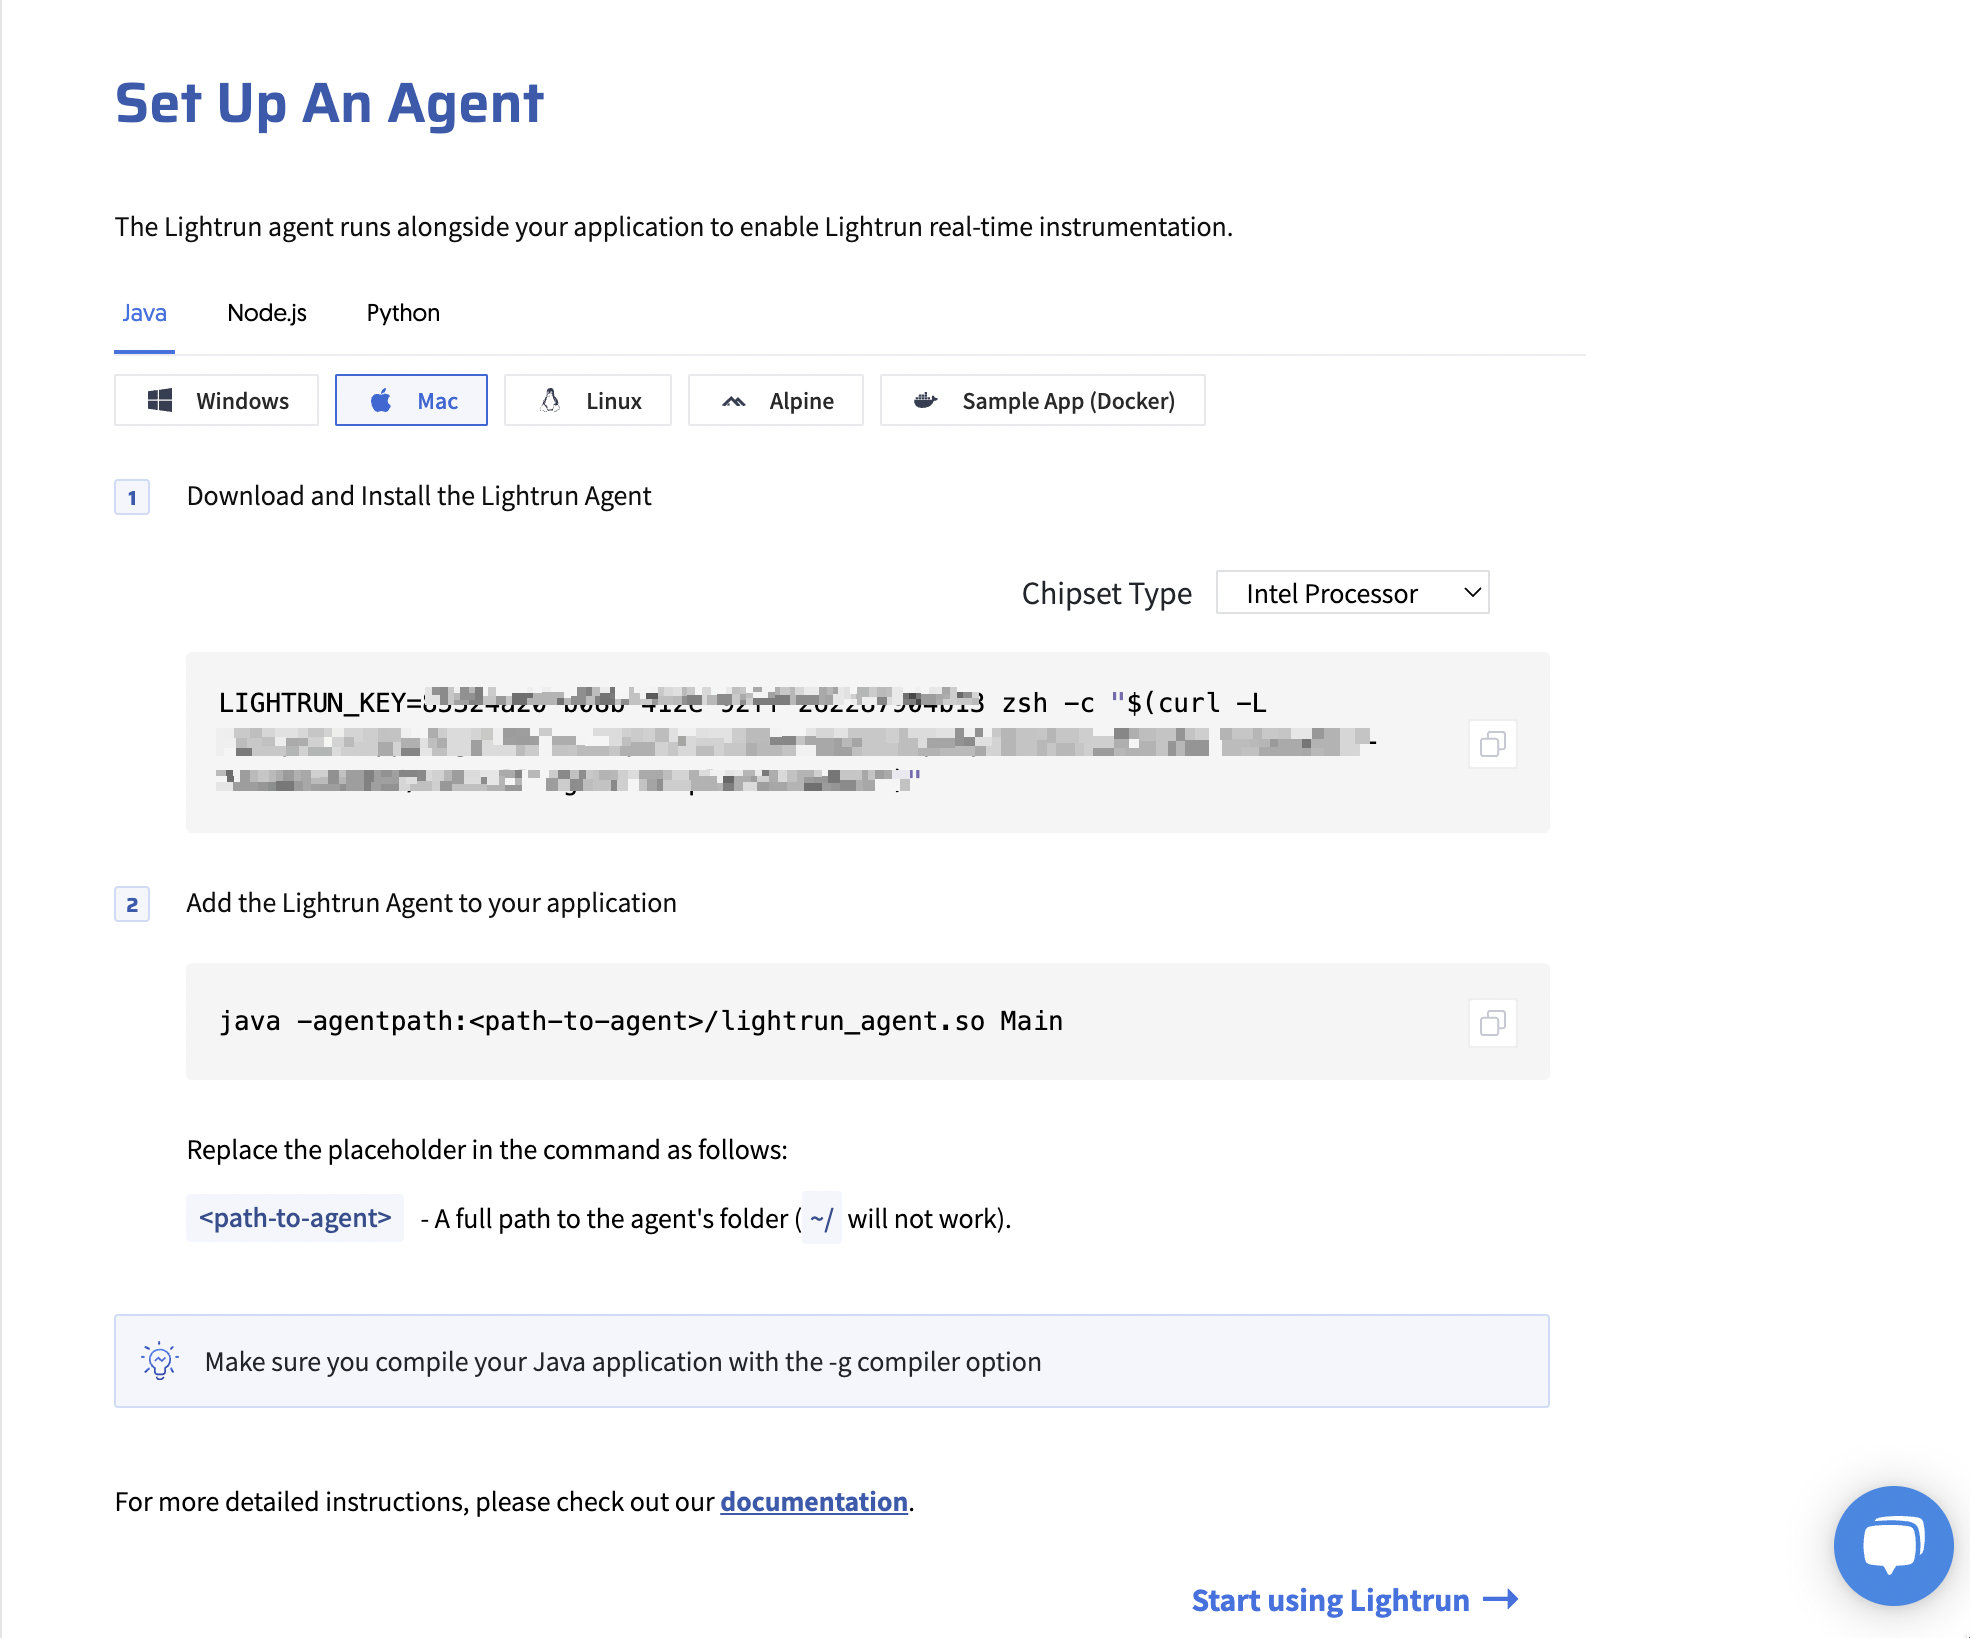 Set Up An Agent
The Lightrun agent runs alongside your application to enable Lightrun real-time instrumentation.
Java Node.js Python
Windows Mac Linux Alpine Sample App (Docker)
1 Download and Install the Lightrun Agent
Chipset Type Intel Processor
LIGHTRUN_KEY= zsh -c "$(curl -L
"
2 Add the Lightrun Agent to your application
java -agentpath:<path-to-agent>/lightrun_agent.so Main
Replace the placeholder in the command as follows:
<path-to-agent> - A full path to the agent's folder ( ~/ will not work).
Make sure you compile your Java application with the -g compiler option
For more detailed instructions, please check out our documentation.
Start using Lightrun →